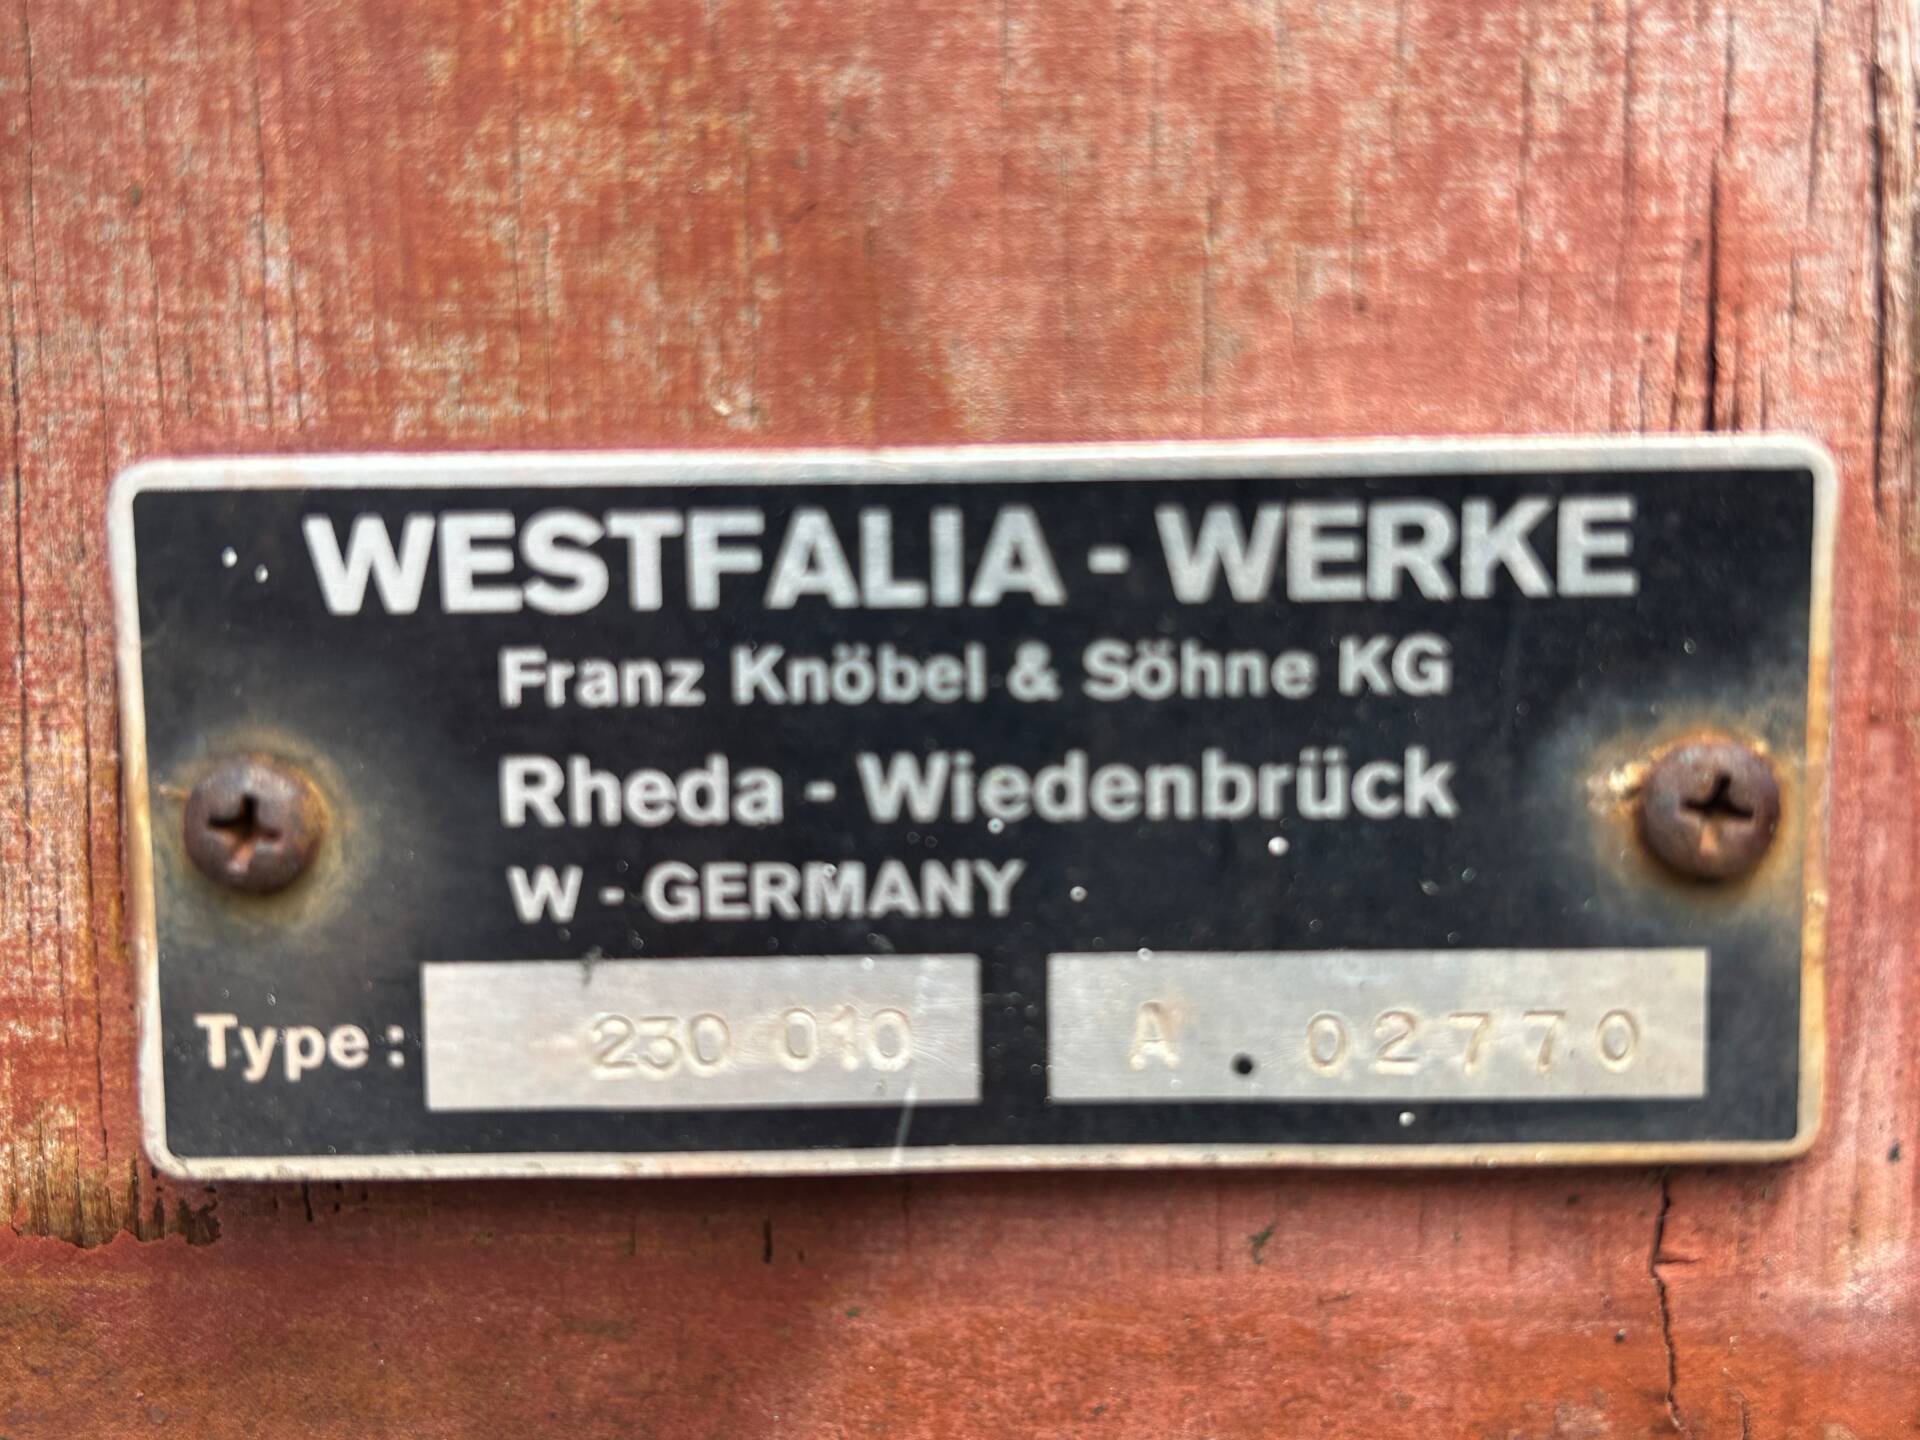 WESTFALIA - WERKE
Franz Knöbel & Söhne KG
Rheda - Wiedenbrück
W - GERMANY
Type: 230 010 A 02770